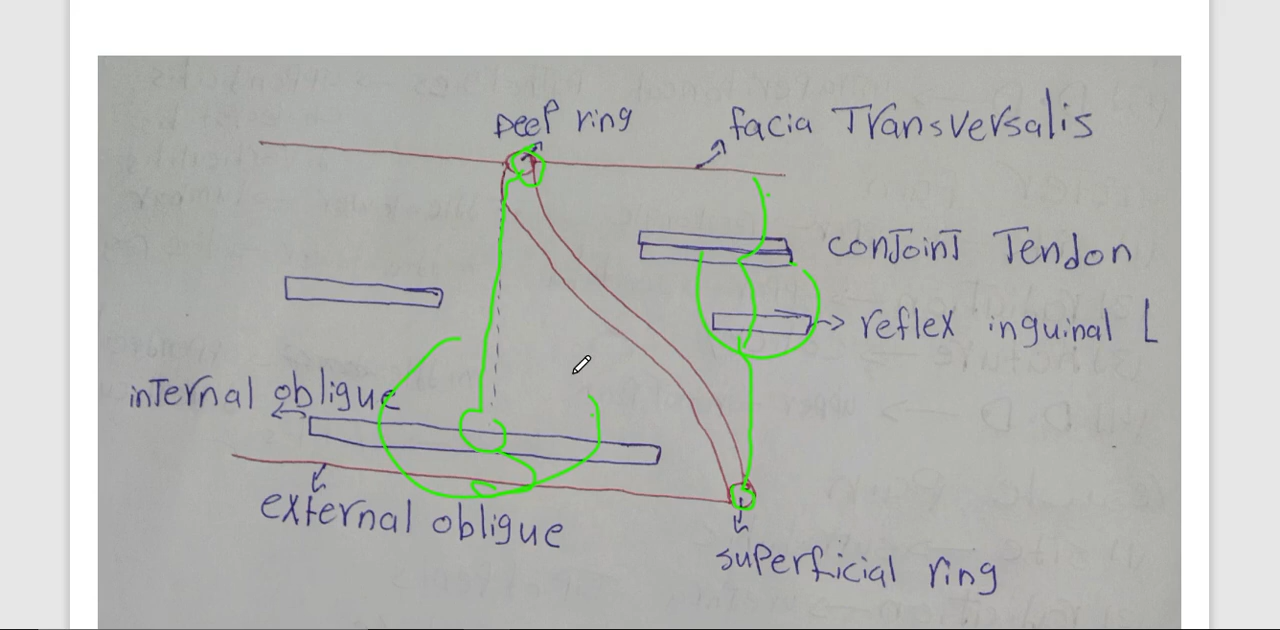 Deep ring
facia Transversalis
conJoinT Tendon
reflex inguinal L
inTernal oblique
external oblique
superficial ring